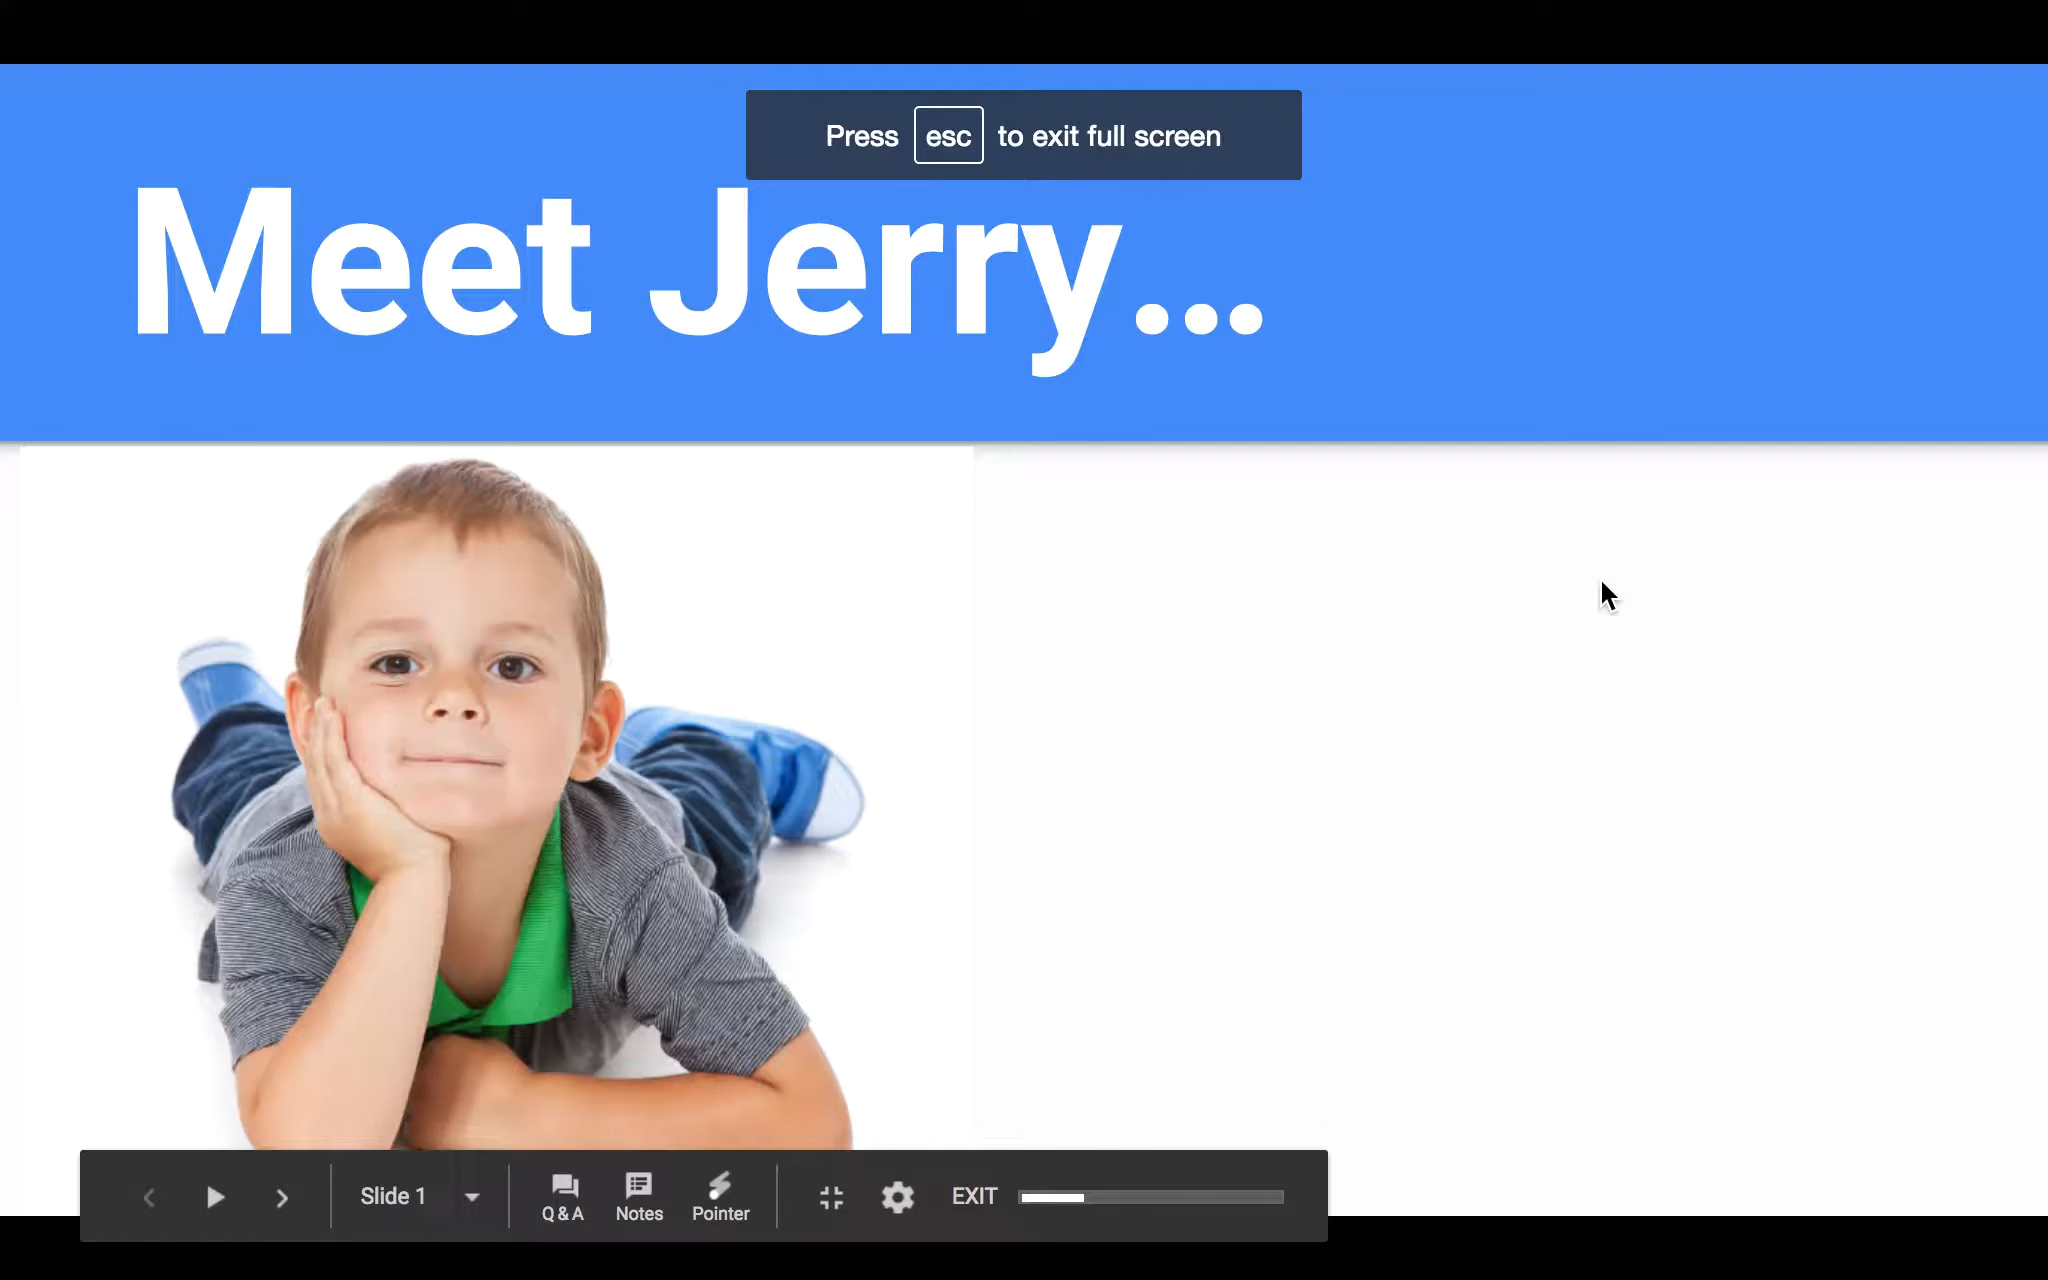 Press esc to exit full screen
Meet Jerry...
Slide 1
Q & A
Notes
Pointer
EXIT